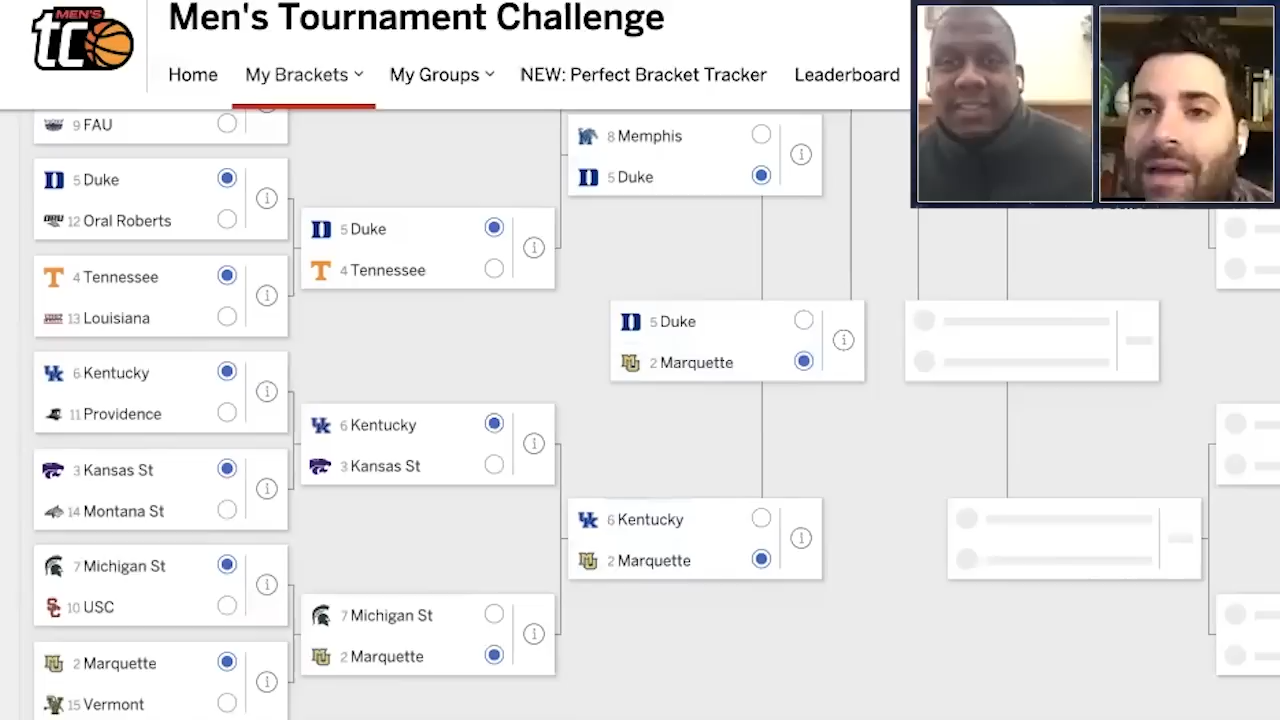 MEN'S
tc
Men's Tournament Challenge
Home My Brackets My Groups NEW: Perfect Bracket Tracker Leaderboard
9 FAU
5 Duke
12 Oral Roberts
4 Tennessee
13 Louisiana
6 Kentucky
11 Providence
3 Kansas St
14 Montana St
7 Michigan St
10 USC
2 Marquette
15 Vermont
5 Duke
4 Tennessee
6 Kentucky
3 Kansas St
7 Michigan St
2 Marquette
8 Memphis
5 Duke
6 Kentucky
2 Marquette
5 Duke
2 Marquette